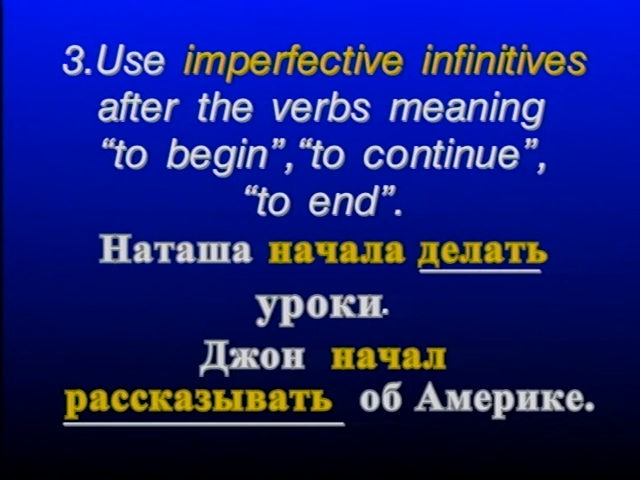 3.Use imperfective infinitives
after the verbs meaning
“to begin”,“to continue”,
“to end”.
Наташа начала делать
уроки.
Джон начал
рассказывать об Америке.